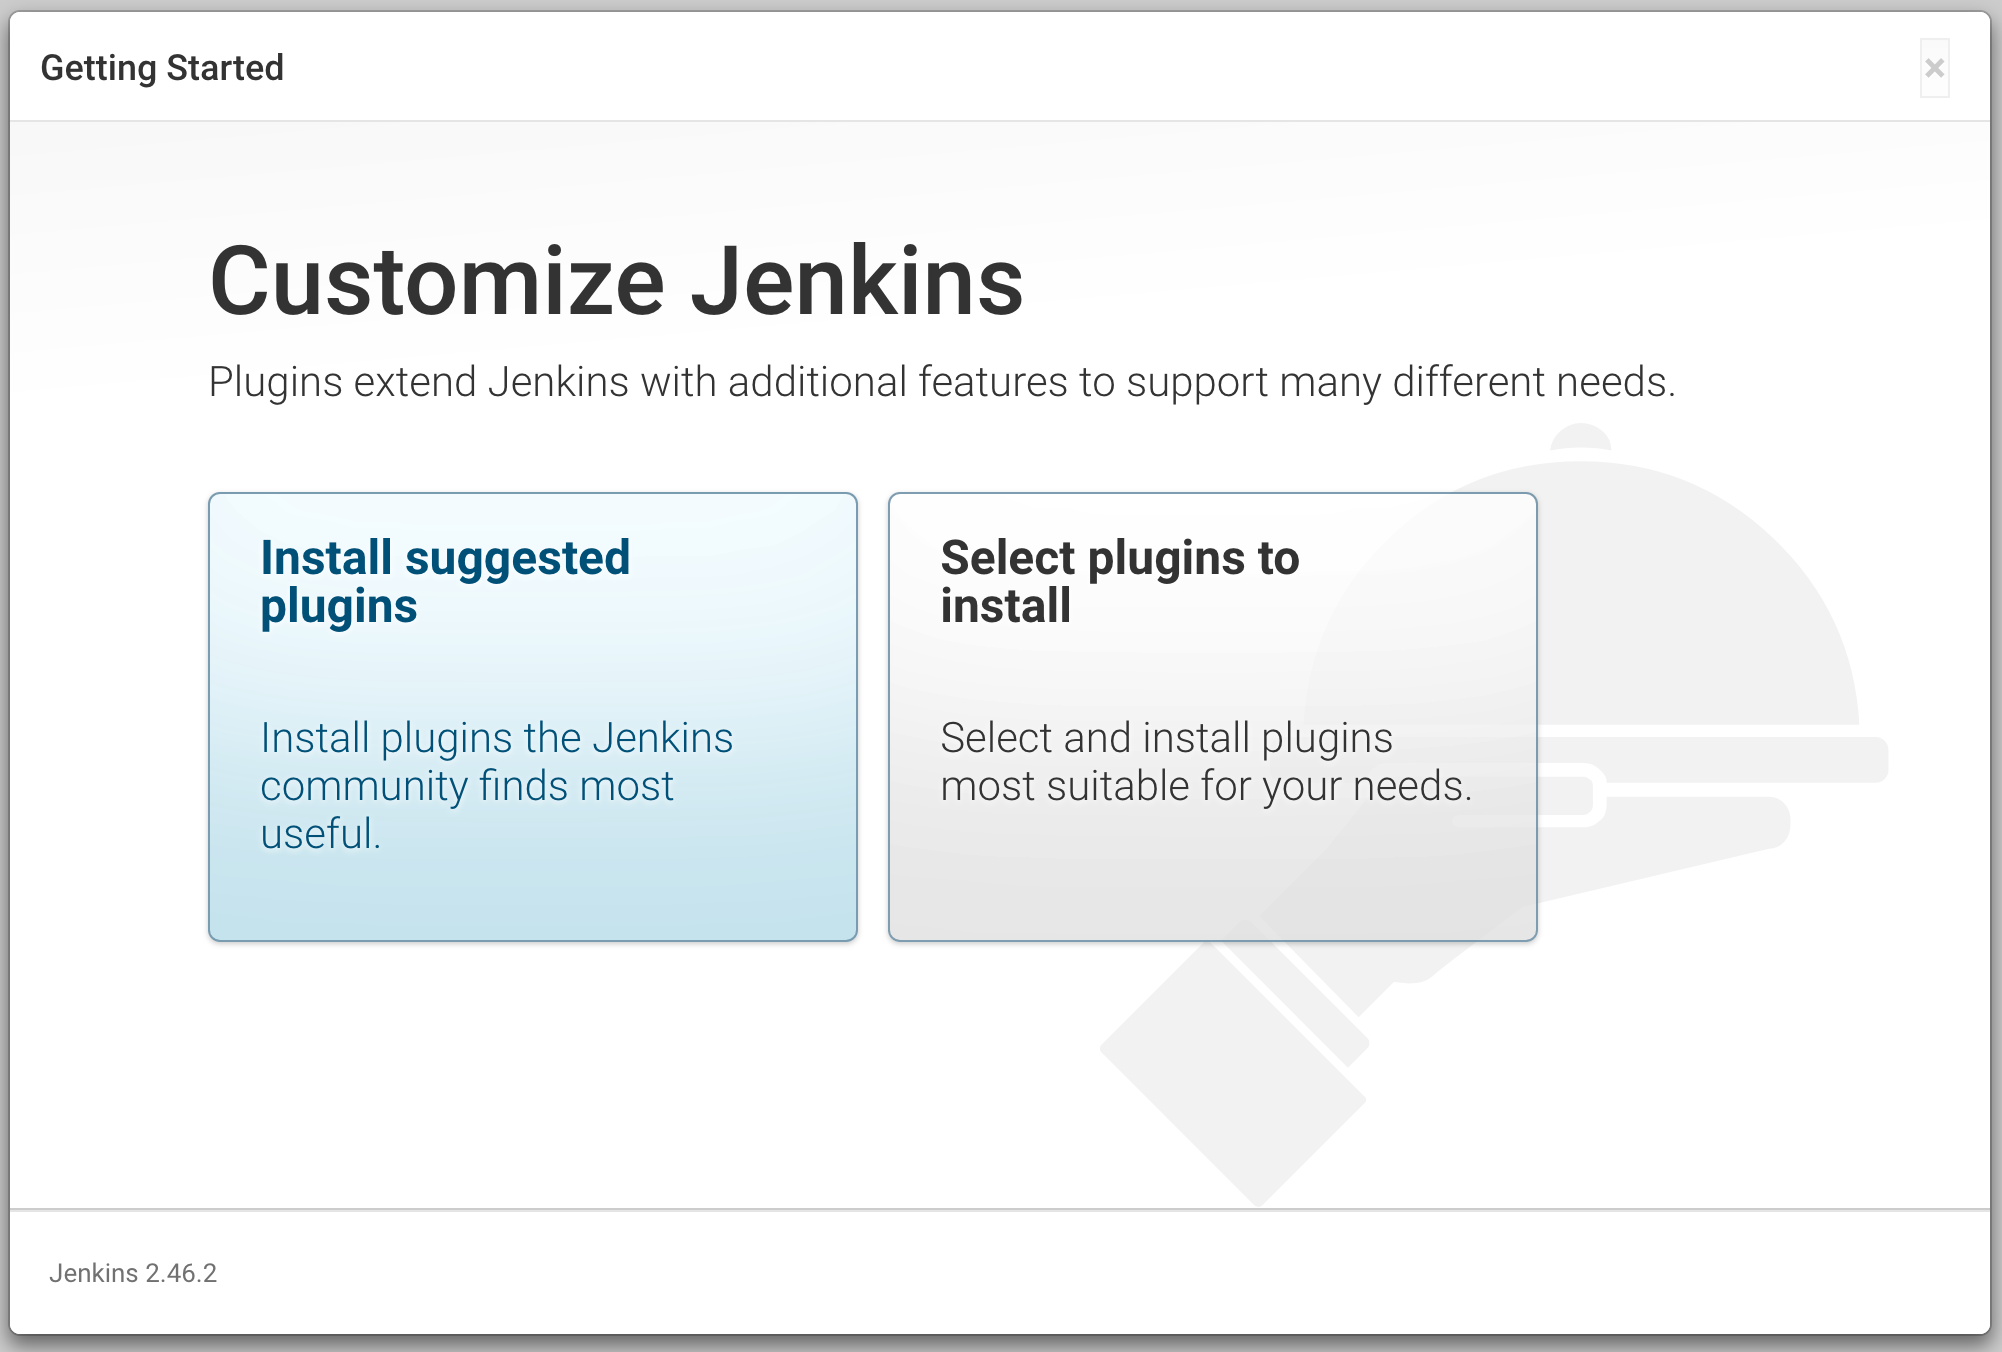 Getting Started
×
Customize Jenkins
Plugins extend Jenkins with additional features to support many different needs.
Install suggested
plugins
Install plugins the Jenkins
community finds most
useful.
Select plugins to
install
Select and install plugins
most suitable for your needs.
Jenkins 2.46.2